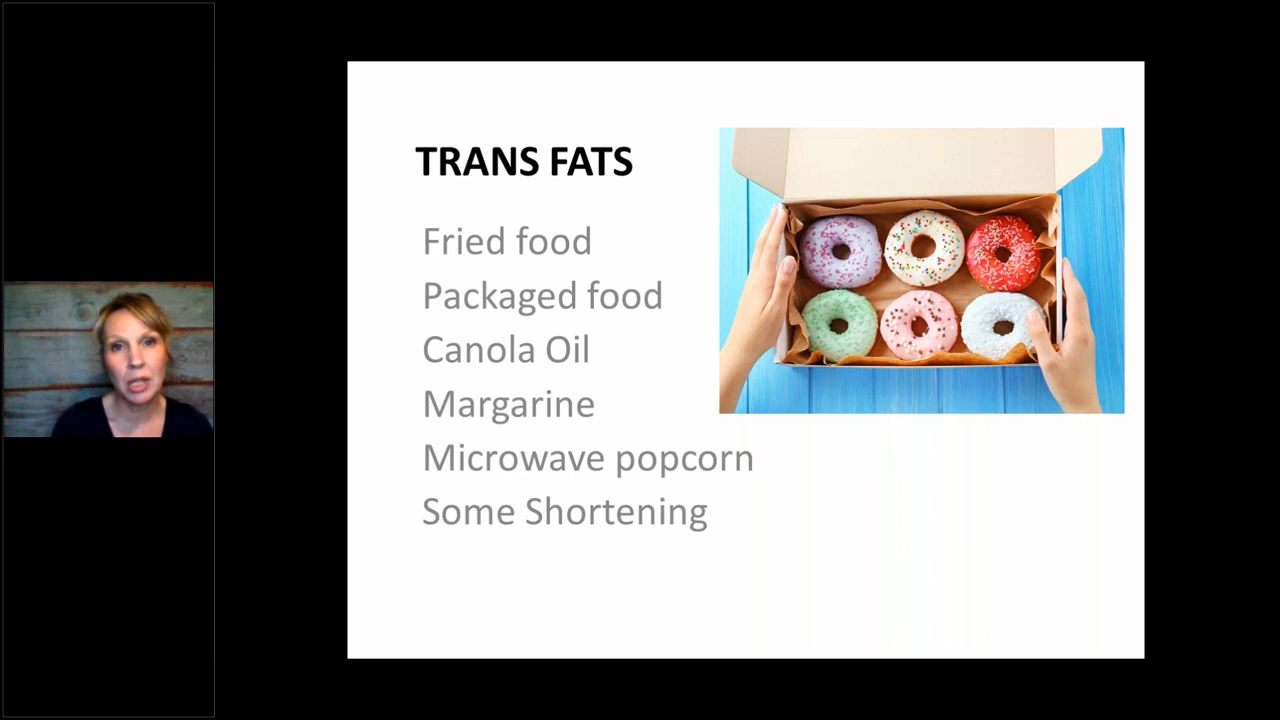 TRANS FATS
Fried food
Packaged food
Canola Oil
Margarine
Microwave popcorn
Some Shortening